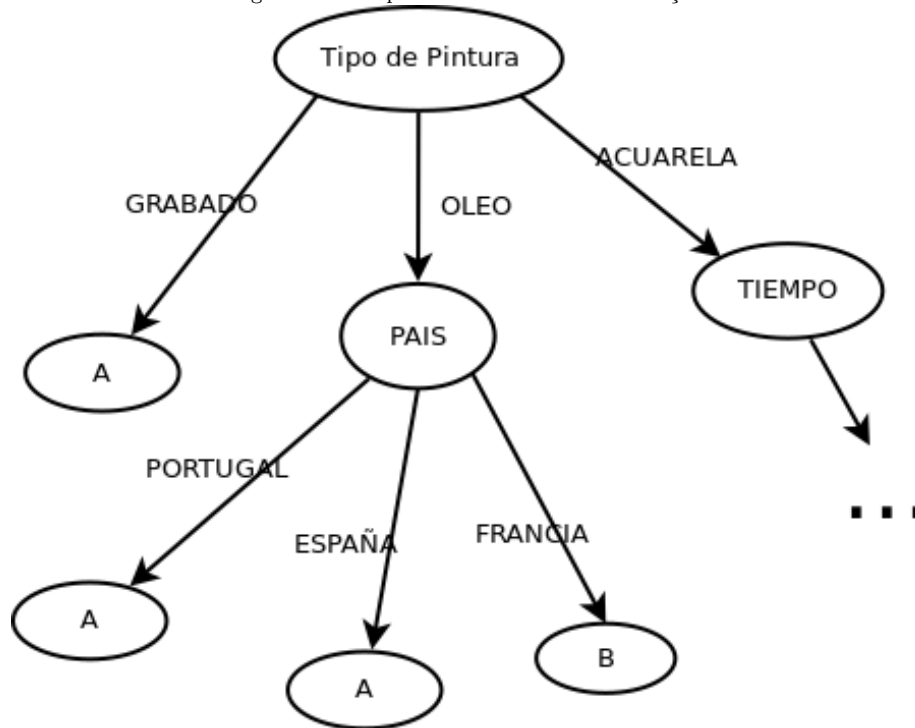 Tipo de Pintura
ACUARELA
GRABADO
OLEO
TIEMPO
PAIS
A
PORTUGAL
...
FRANCIA
ESPAÑA
A
B
A